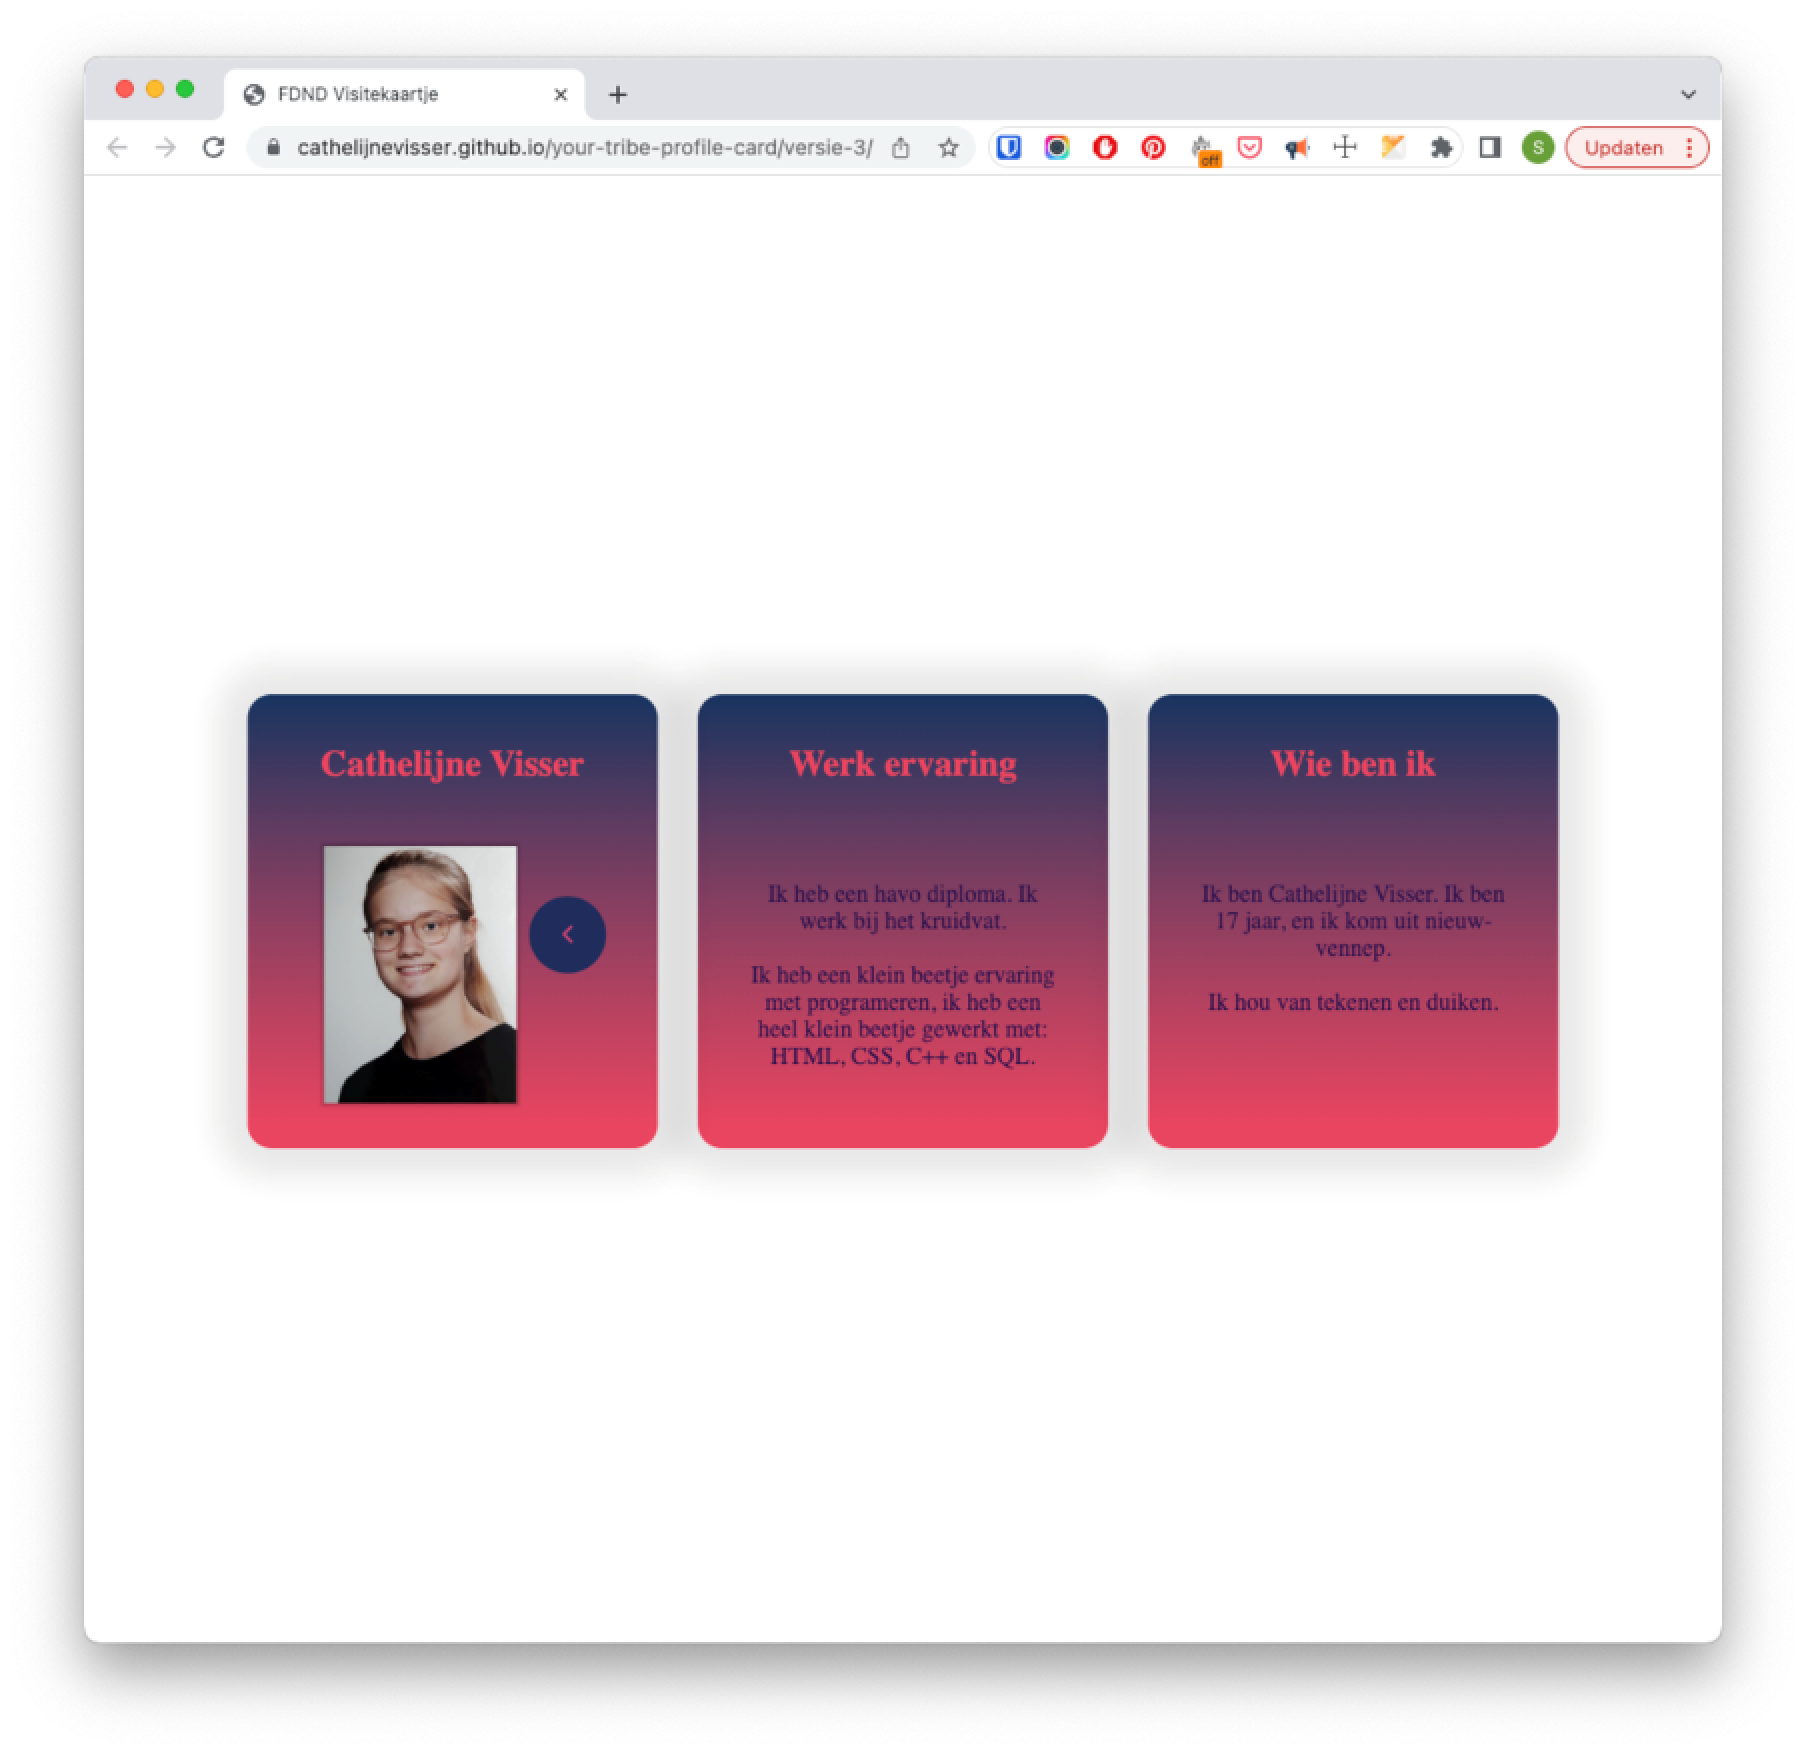 FDND Visitekaartje
cathelijnevisser.github.io/your-tribe-profile-card/versie-3/
off
S
Updaten
Cathelijne Visser
Werk ervaring
Ik heb een havo diploma. Ik
werk bij het kruidvat.
Ik heb een klein beetje ervaring
met programeren, ik heb een
heel klein beetje gewerkt met:
HTML, CSS, C++ en SQL.
Wie ben ik
Ik ben Cathelijne Visser. Ik ben
17 jaar, en ik kom uit nieuw-
vennep.
Ik hou van tekenen en duiken.